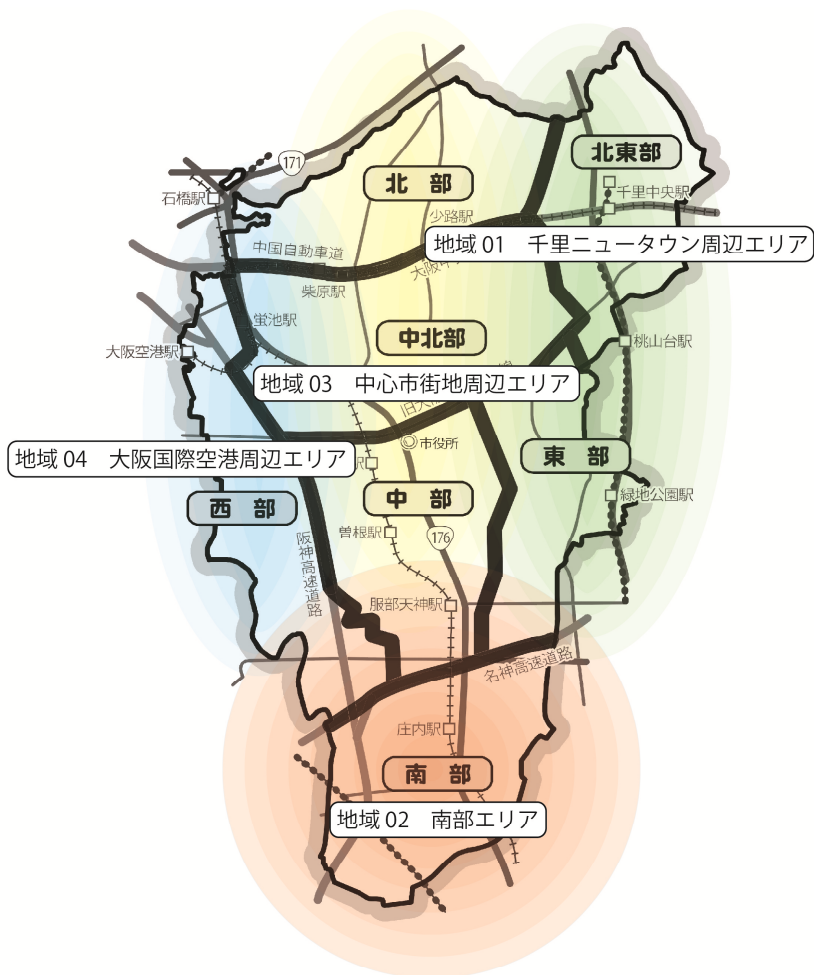 171
北東部
北 部
石橋駅
千里中央駅
少路駅
地域 01 千里ニュータウン周辺エリア
中国自動車道
柴原駅
蛍池駅
中北部
大阪空港駅
桃山台駅
地域 03 中心市街地周辺エリア
市役所
地域 04 大阪国際空港周辺エリア
東 部
西 部
中 部
緑地公園駅
曽根駅
176
阪神高速道路
服部天神駅
名神高速道路
庄内駅
南 部
地域 02 南部エリア